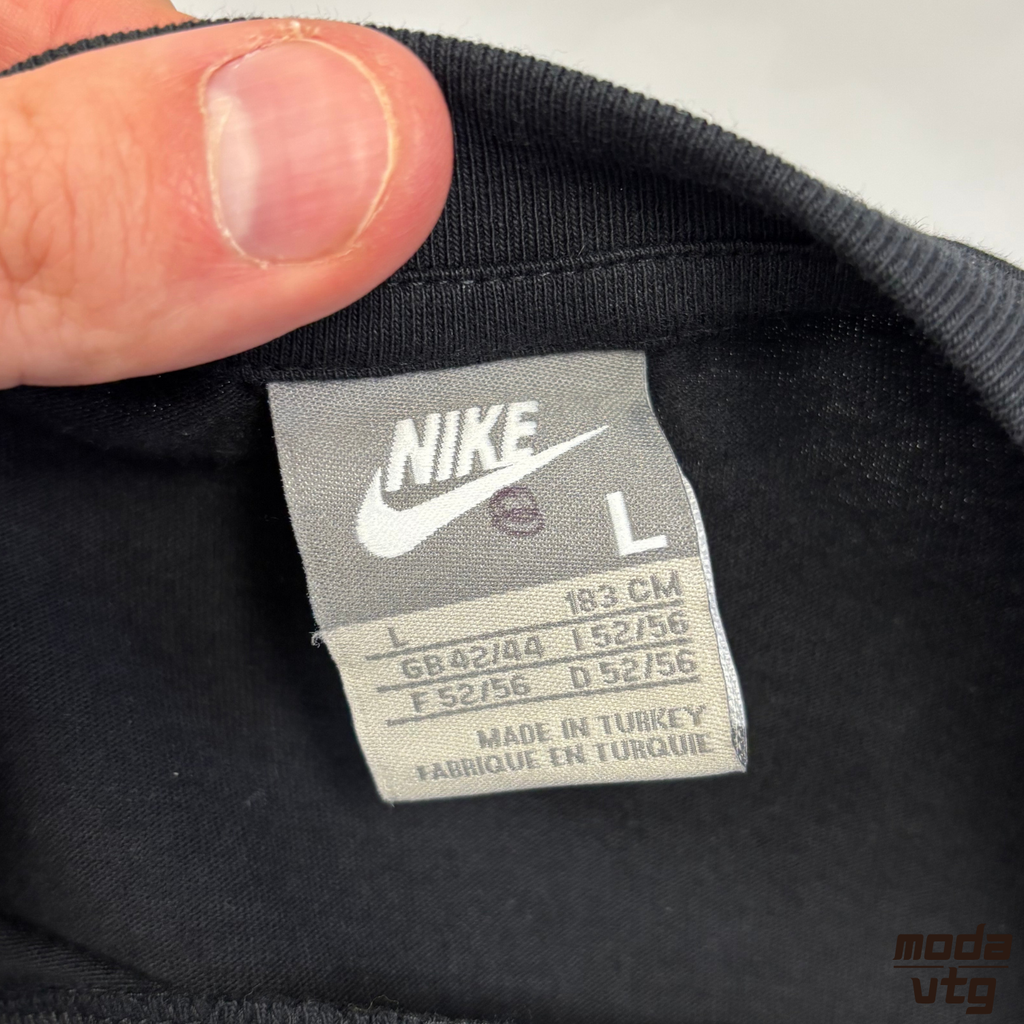 NIKE
L
L 183 CM
GB 42/44 I 52/56
F 52/56 D 52/56
MADE IN TURKEY
FABRIQUE EN TURQUIE
moda
vtg